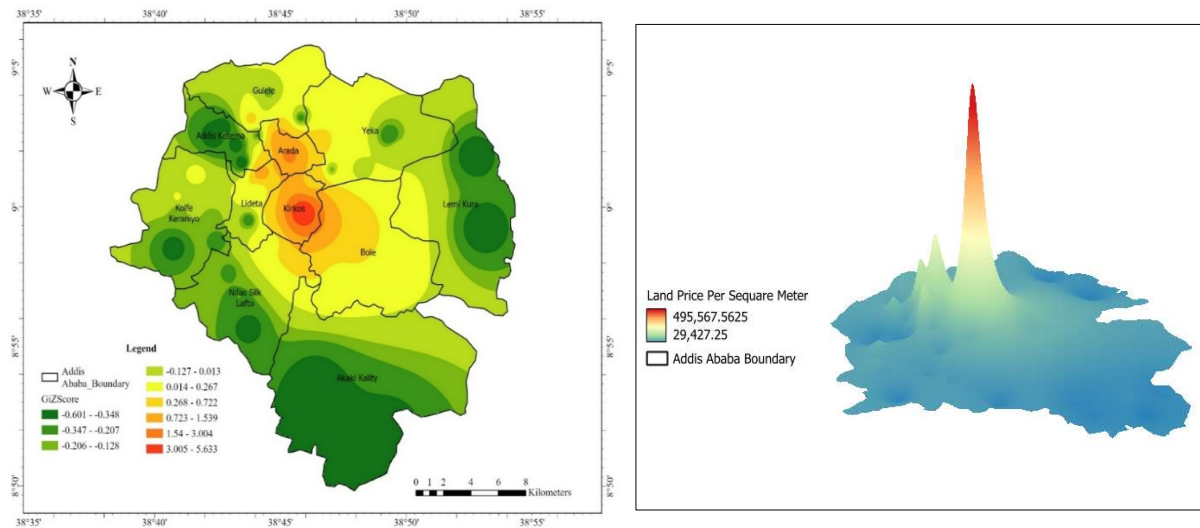 38°35' 38°40' 38°45' 38°50' 38°55'
9°5' 9°5'
N
W E
S
Gulele
Yeka
Addis Ketema
Arada
9° 9°
Lideta
Kirkos
Lemi Kura
Kolfe
Keraniyo
Bole
Nifas Silk
Lafto
8°55' 8°55'
Akaki Kality
Legend
Addis
Ababa_Boundary
GiZScore
-0.601 - -0.348
-0.347 - -0.207
-0.206 - -0.128
-0.127 - 0.013
0.014 - 0.267
0.268 - 0.722
0.723 - 1.539
1.54 - 3.004
3.005 - 5.633
0 1 2 4 6 8
Kilometers
8°50' 8°50'
38°35' 38°40' 38°45' 38°50' 38°55'
Land Price Per Sequare Meter
495,567.5625
29,427.25
Addis Ababa Boundary